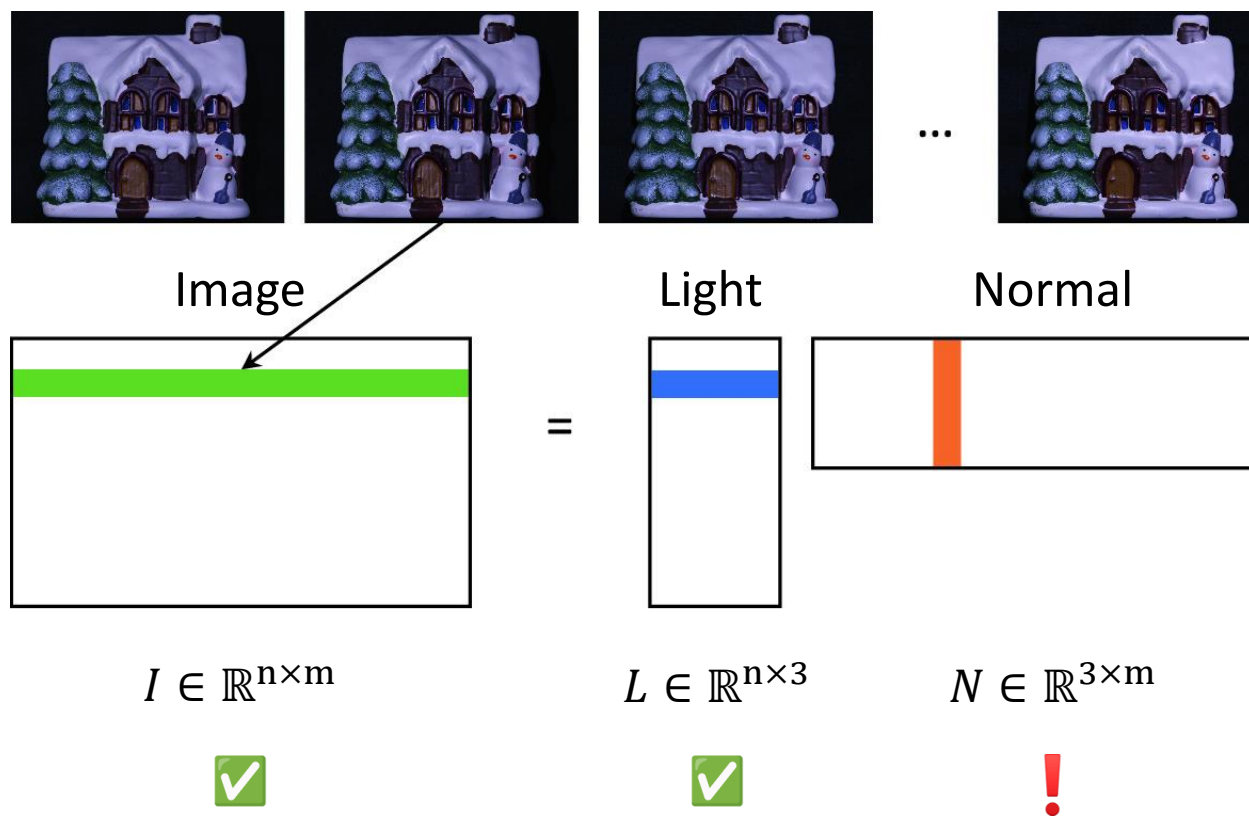 ...
Image Light Normal
=
I ∈ ℝ^{n×m} L ∈ ℝ^{n×3} N ∈ ℝ^{3×m}
✅ ✅ ❗